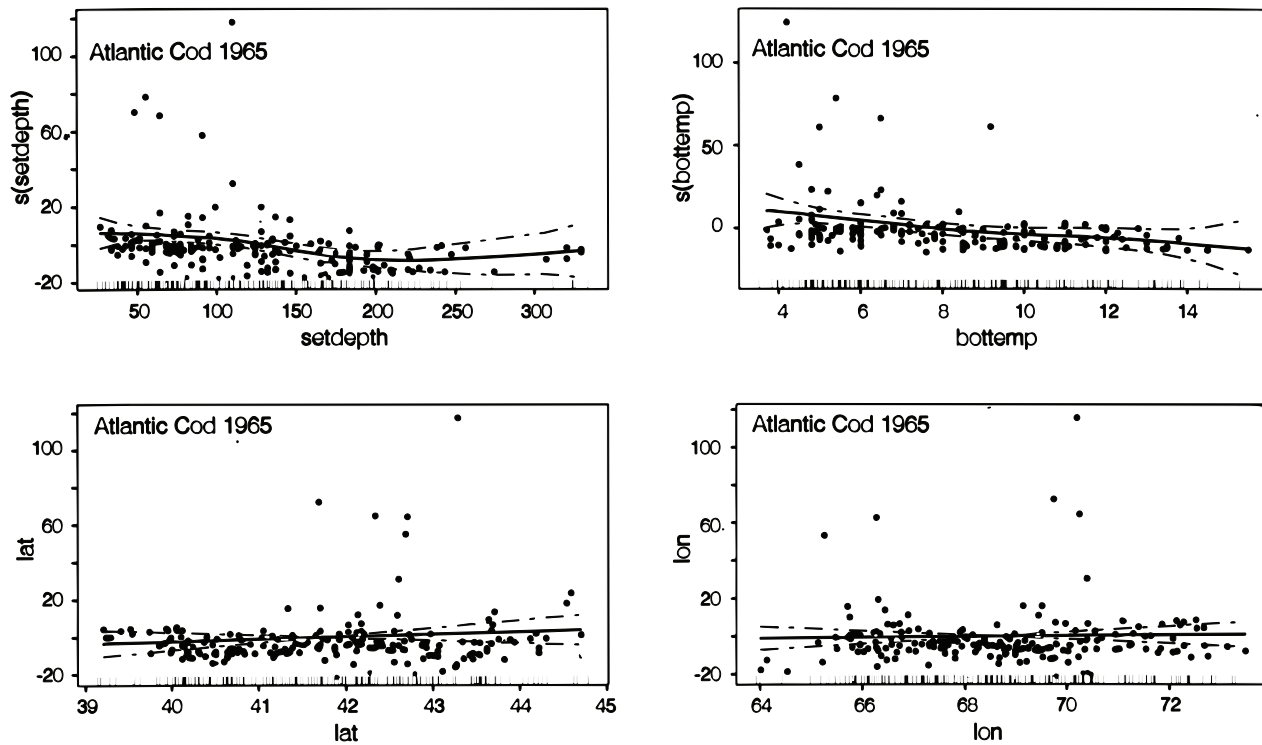 Atlantic Cod 1965
s(setdepth)
100
60
20
-20
50 100 150 200 250 300
setdepth
Atlantic Cod 1965
s(bottemp)
100
50
0
4 6 8 10 12 14
bottemp
Atlantic Cod 1965
lat
100
60
20
-20
39 40 41 42 43 44 45
lat
Atlantic Cod 1965
lon
100
60
20
-20
64 66 68 70 72
lon